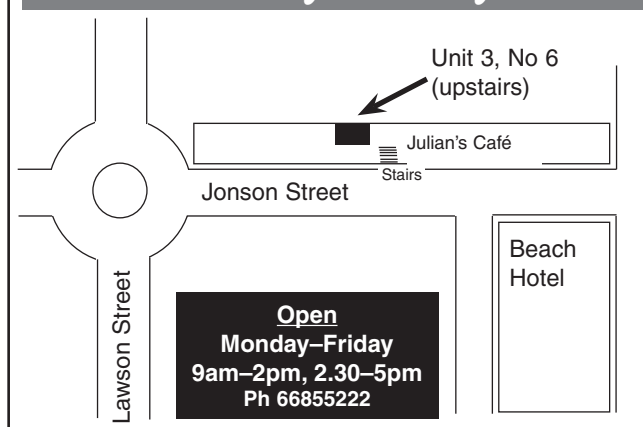 Unit 3, No 6
(upstairs)
Julian's Café
Stairs
Jonson Street
Beach
Hotel
Lawson Street
Open
Monday–Friday
9am–2pm, 2.30–5pm
Ph 66855222